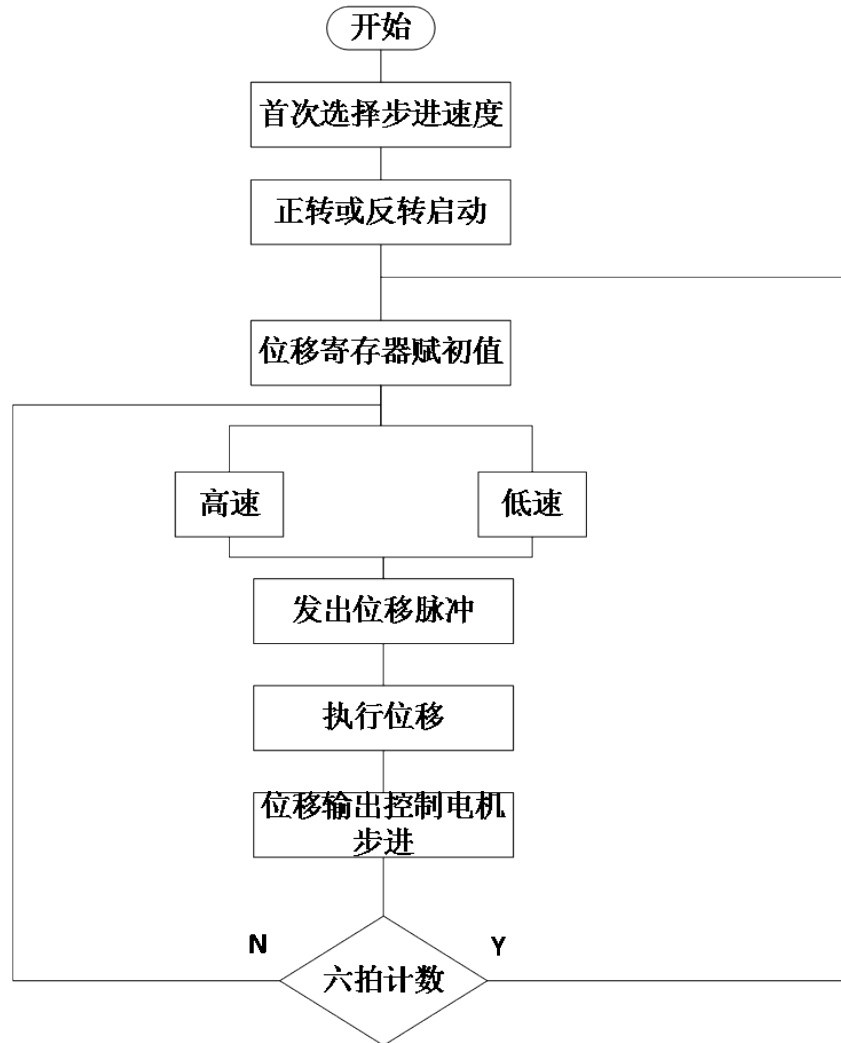 开始
首次选择步进速度
正转或反转启动
位移寄存器赋初值
高速
低速
发出位移脉冲
执行位移
位移输出控制电机
步进
N
Y
六拍计数